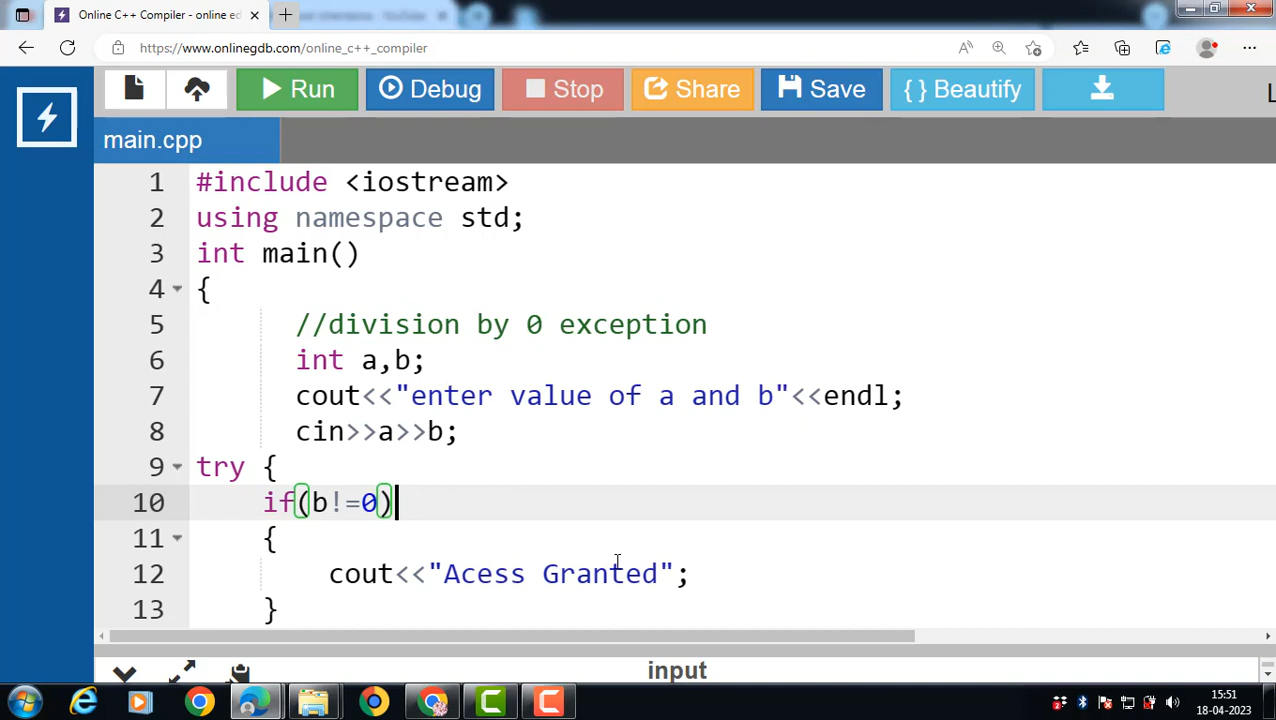 Online C++ Compiler - online ed
https://www.onlinegdb.com/online_c++_compiler
Run Debug Stop Share Save { } Beautify
main.cpp
1 #include <iostream>
2 using namespace std;
3 int main()
4 {
5 //division by 0 exception
6 int a,b;
7 cout<<"enter value of a and b"<<endl;
8 cin>>a>>b;
9 try {
10 if(b!=0)
11 {
12 cout<<"Acess Granted";
13 }
input
15:51
18-04-2023